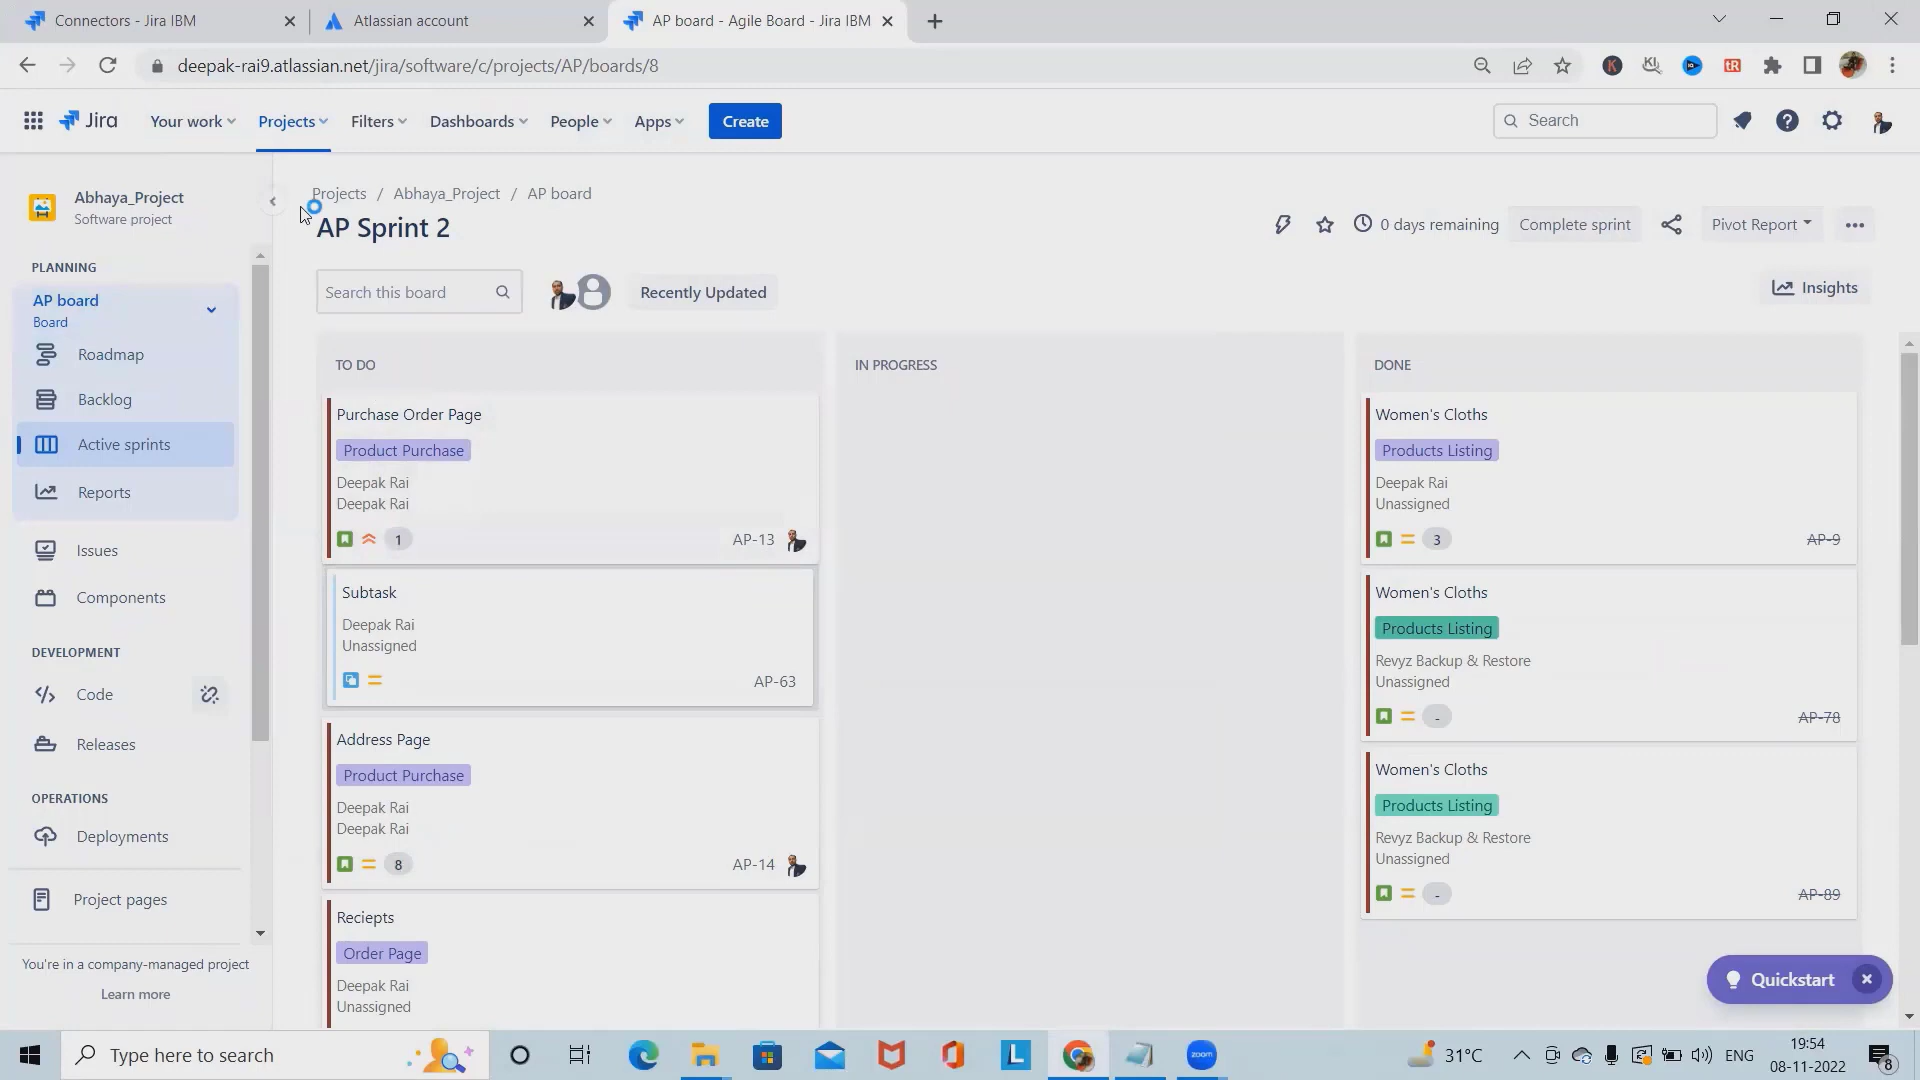 Connectors - Jira IBM
Atlassian account
AP board - Agile Board - Jira IBM
deepak-rai9.atlassian.net/jira/software/c/projects/AP/boards/8
Jira
Your work
Projects
Filters
Dashboards
People
Apps
Create
Search
Abhaya_Project
Software project
Projects / Abhaya_Project / AP board
AP Sprint 2
0 days remaining
Complete sprint
Pivot Report
PLANNING
AP board
Board
Roadmap
Backlog
Active sprints
Reports
Issues
Components
DEVELOPMENT
Code
Releases
OPERATIONS
Deployments
Project pages
You're in a company-managed project
Learn more
Search this board
Recently Updated
Insights
TO DO
Purchase Order Page
Product Purchase
Deepak Rai
Deepak Rai
1
AP-13
Subtask
Deepak Rai
Unassigned
AP-63
Address Page
Product Purchase
Deepak Rai
Deepak Rai
8
AP-14
Reciepts
Order Page
Deepak Rai
Unassigned
IN PROGRESS
DONE
Women's Cloths
Products Listing
Deepak Rai
Unassigned
3
AP-9
Women's Cloths
Products Listing
Revyz Backup & Restore
Unassigned
-
AP-78
Women's Cloths
Products Listing
Revyz Backup & Restore
Unassigned
-
AP-89
Quickstart
Type here to search
31°C
ENG
19:54
08-11-2022
8